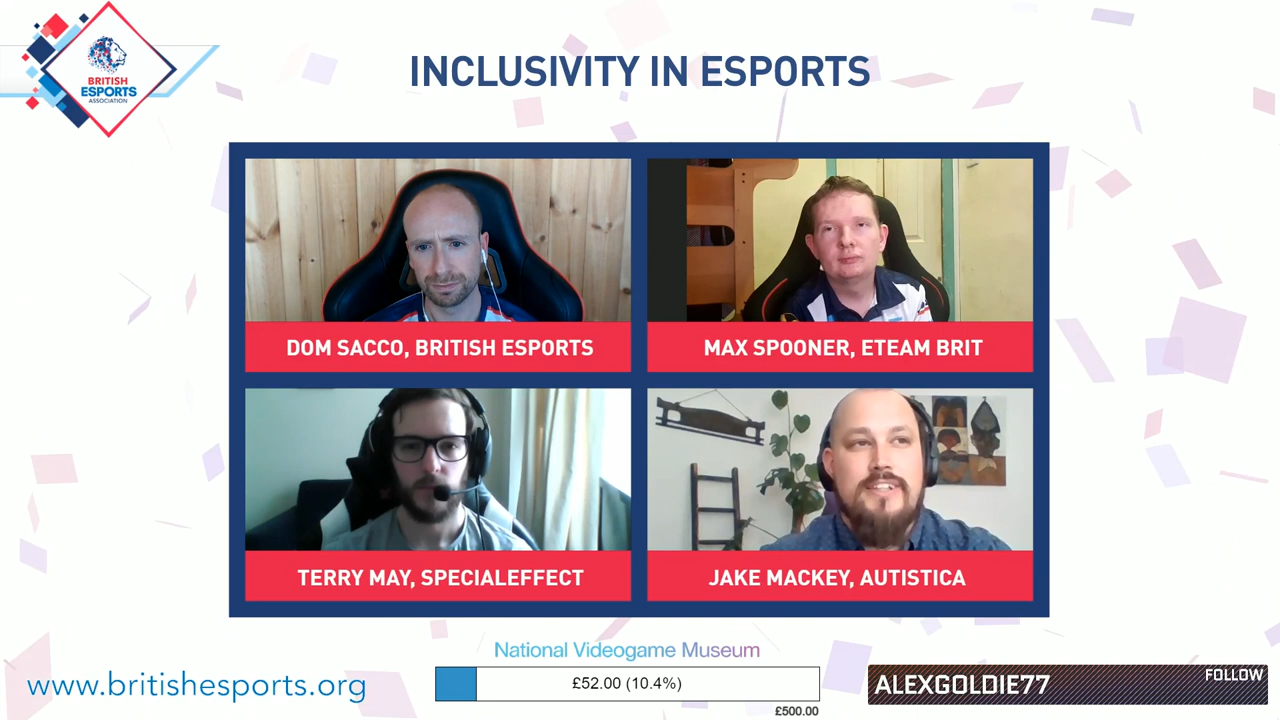 BRITISH
ESPORTS
ASSOCIATION
INCLUSIVITY IN ESPORTS
DOM SACCO, BRITISH ESPORTS
MAX SPOONER, ETEAM BRIT
TERRY MAY, SPECIALEFFECT
JAKE MACKEY, AUTISTICA
National Videogame Museum
www.britishesports.org
£52.00 (10.4%)
£500.00
FOLLOW
ALEXGOLDIE77